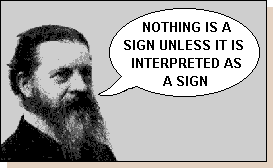 NOTHING IS A
SIGN UNLESS IT IS
INTERPRETED AS
A SIGN